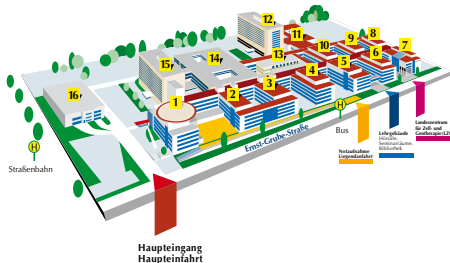 12
11
9
8
10
6
7
14
13
5
15
4
3
2
16
1
H
H
Straßenbahn
Ernst-Grube-Straße
Bus
Landeszentrum
für Zell- und
Gentherapie (LZG)
Lehrgebäude
Hörsäle,
Seminarräume,
Bibliothek
Notaufnahme
Liegendanfahrt
Haupteingang
Haupteinfahrt